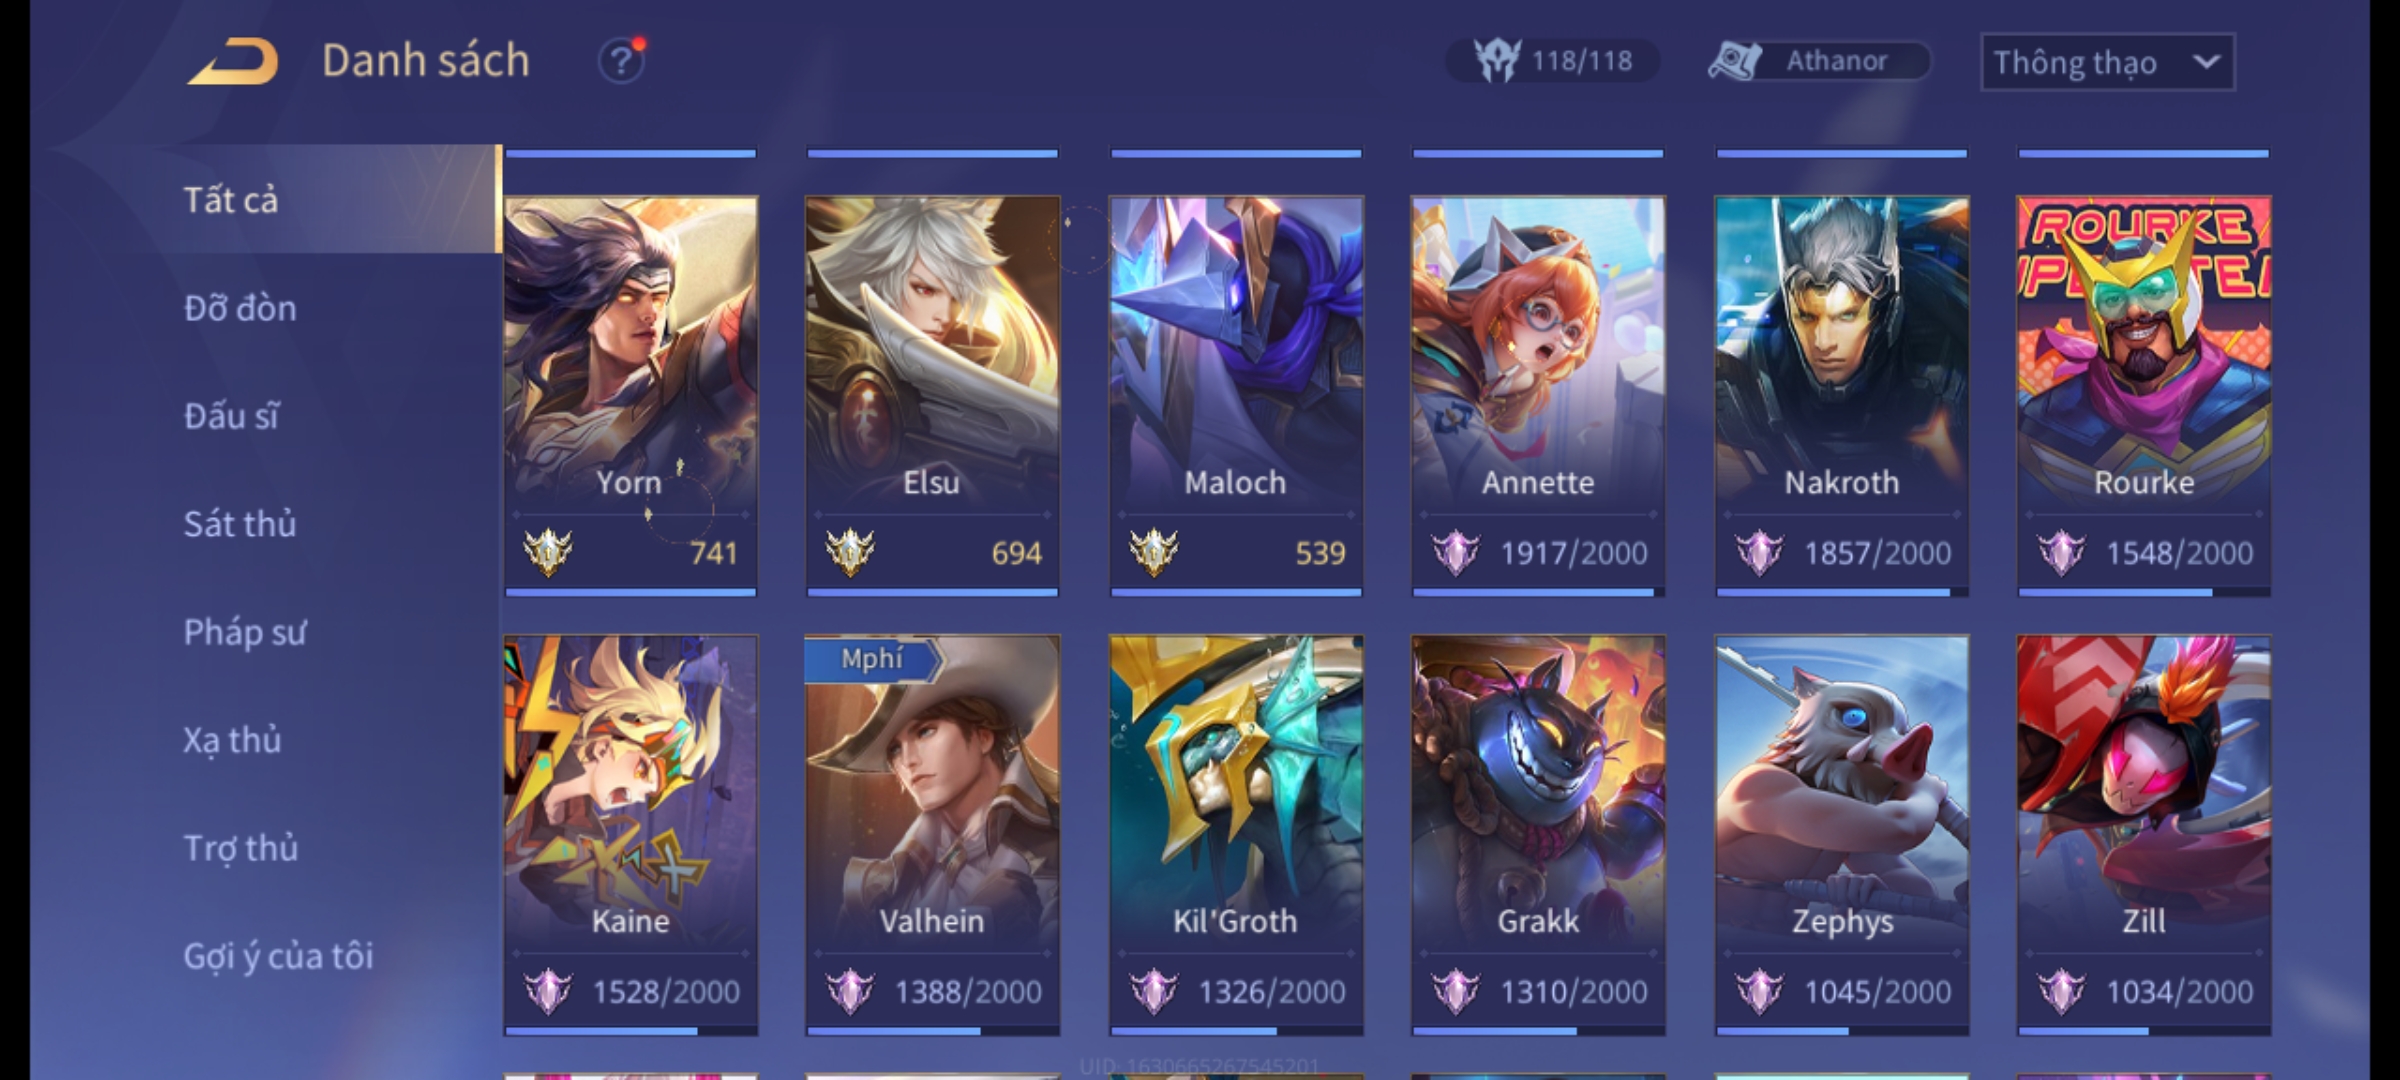 Danh sách
?
118/118
Athanor
Thông thạo
Tất cả
Đỡ đòn
Đấu sĩ
Sát thủ
Pháp sư
Xạ thủ
Trợ thủ
Gợi ý của tôi
ROURKE
Yorn
Elsu
Maloch
Annette
Nakroth
Rourke
741
694
539
1917/2000
1857/2000
1548/2000
Mphí
Kaine
Valhein
Kil'Groth
Grakk
Zephys
Zill
1528/2000
1388/2000
1326/2000
1310/2000
1045/2000
1034/2000
UID: 1630665267545201